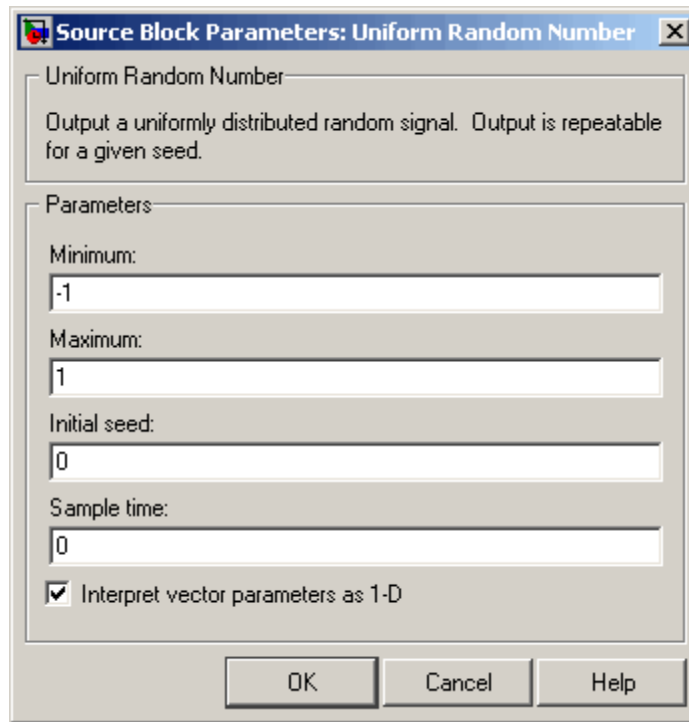 Source Block Parameters: Uniform Random Number
Uniform Random Number
Output a uniformly distributed random signal.  Output is repeatable
for a given seed.
Parameters
Minimum:
-1
Maximum:
1
Initial seed:
0
Sample time:
0
Interpret vector parameters as 1-D
OK Cancel Help